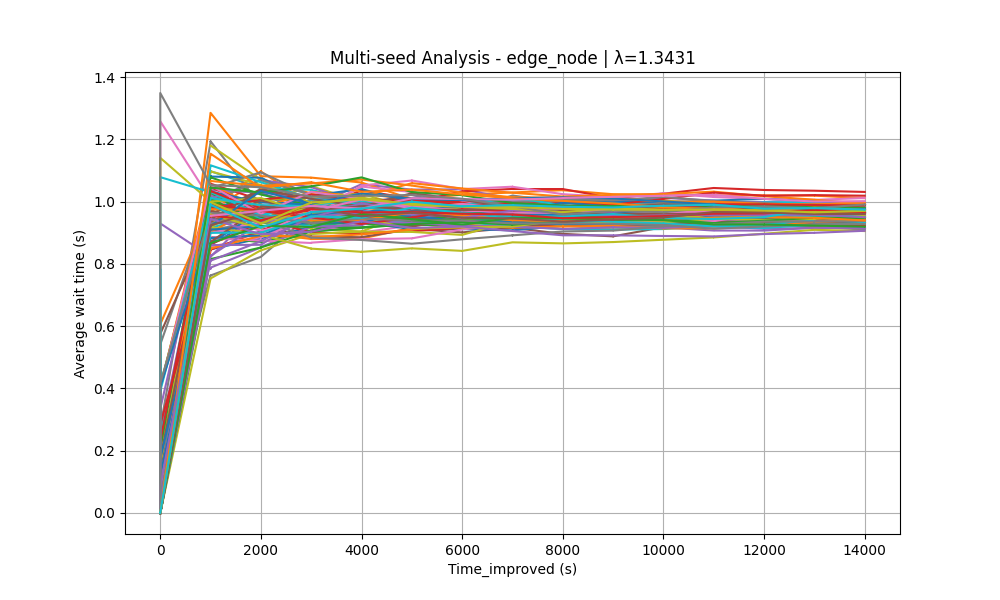 Multi-seed Analysis - edge_node | λ=1.3431
1.4
1.2
1.0
0.8
0.6
0.4
0.2
0.0
Average wait time (s)
0 2000 4000 6000 8000 10000 12000 14000
Time_improved (s)